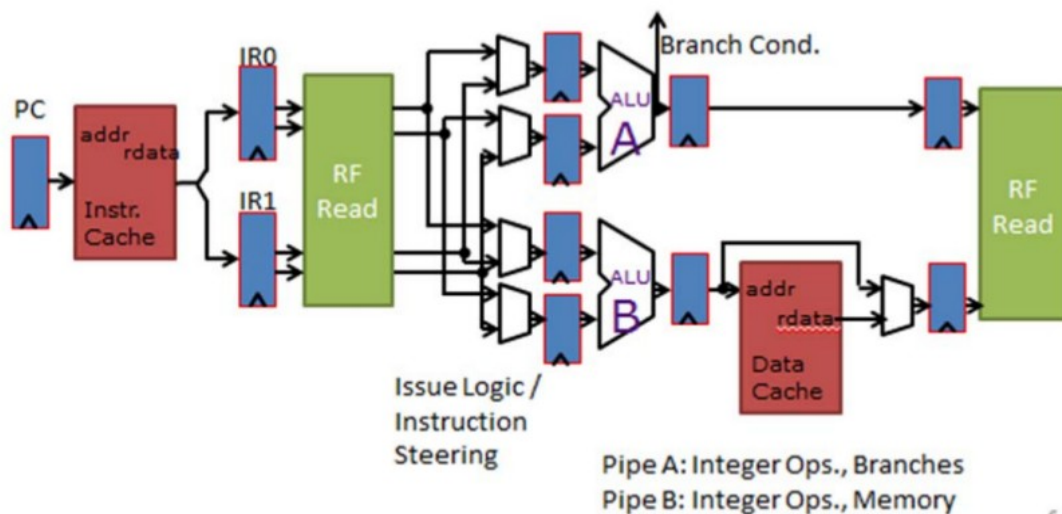 PC
addr
rdata
Instr.
Cache
IR0
IR1
RF
Read
Issue Logic /
Instruction
Steering
ALU
A
Branch Cond.
ALU
B
addr
rdata
Data
Cache
RF
Read
Pipe A: Integer Ops., Branches
Pipe B: Integer Ops., Memory